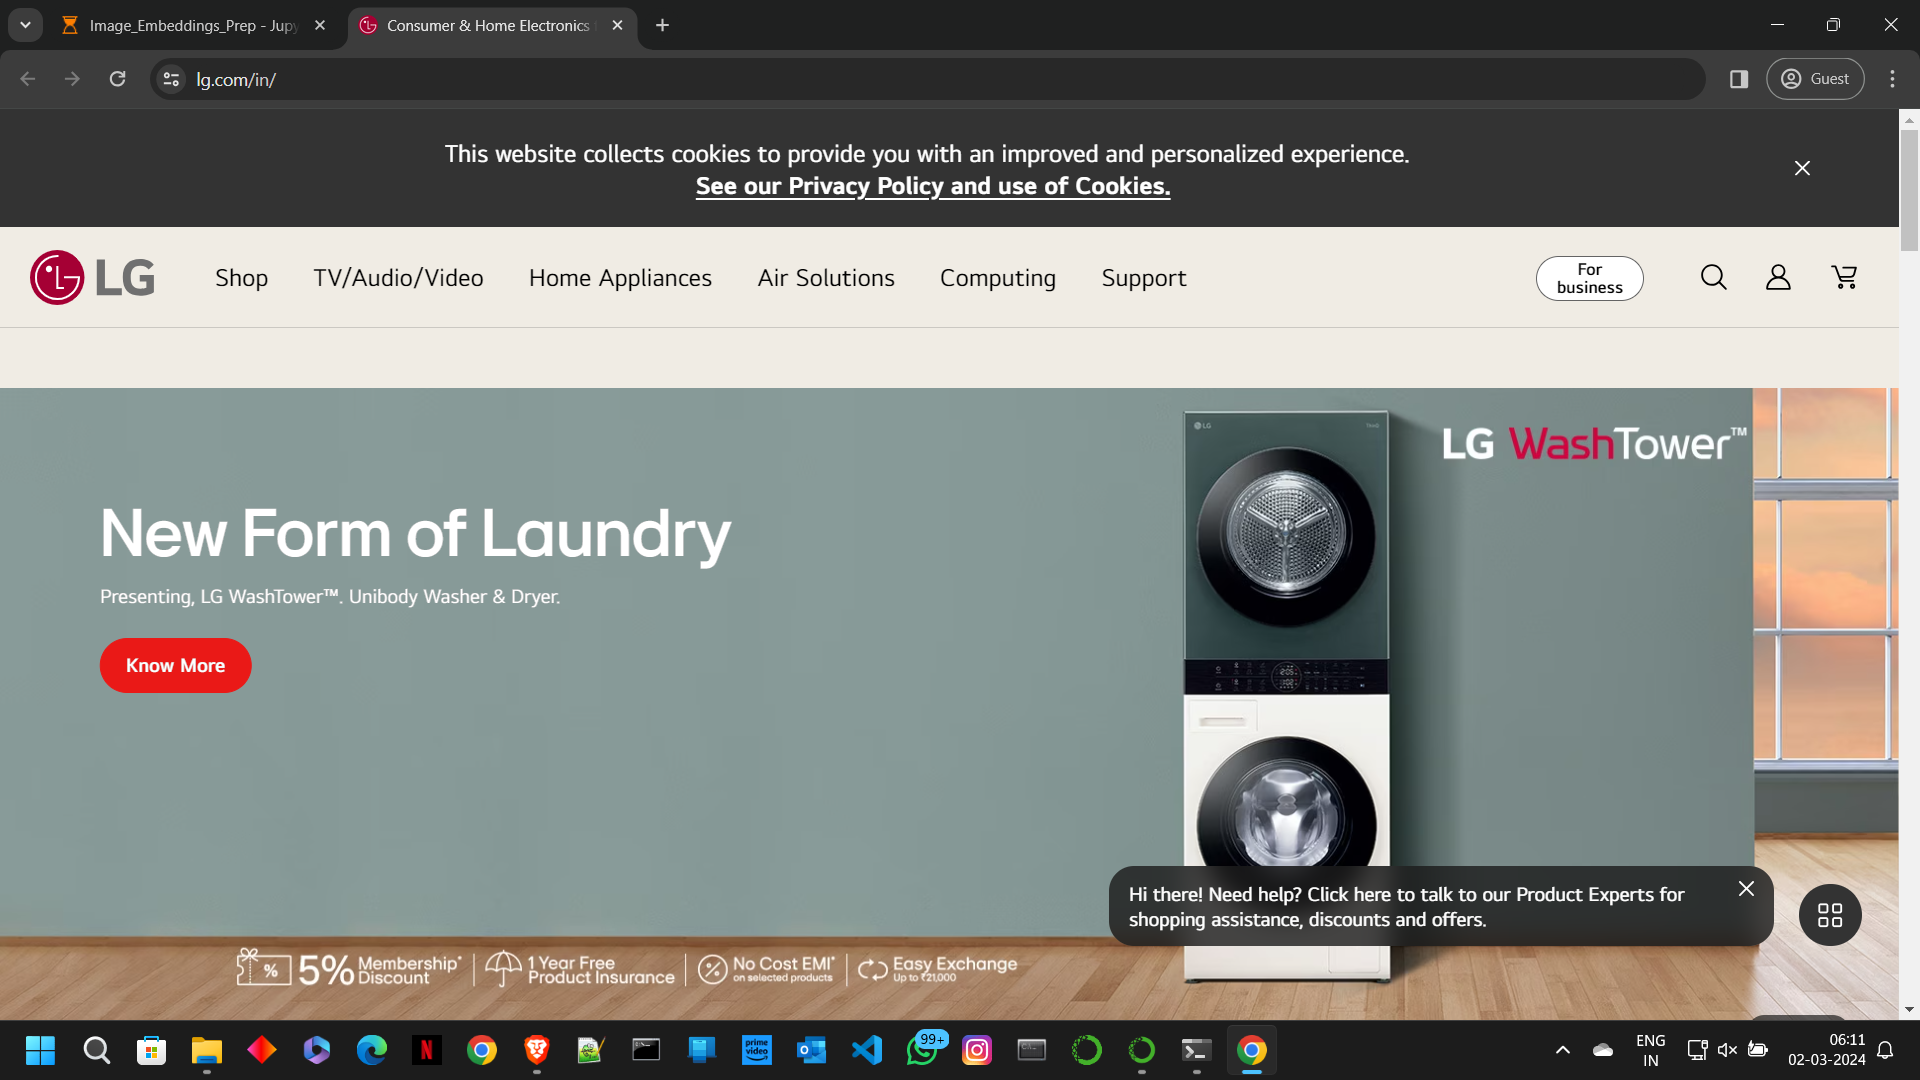 Image_Embeddings_Prep - Jupy
Consumer & Home Electronics
lg.com/in/
Guest
This website collects cookies to provide you with an improved and personalized experience.
See our Privacy Policy and use of Cookies.
LG
Shop
TV/Audio/Video
Home Appliances
Air Solutions
Computing
Support
For
business
LG
LG WashTower™
New Form of Laundry
Presenting, LG WashTower™. Unibody Washer & Dryer.
Know More
Hi there! Need help? Click here to talk to our Product Experts for
shopping assistance, discounts and offers.
% 5% Membership*
Discount
1 Year Free
Product Insurance
No Cost EMI*
on selected products
Easy Exchange
Up to ₹21,000
prime
video
99+
ENG
IN
06:11
02-03-2024